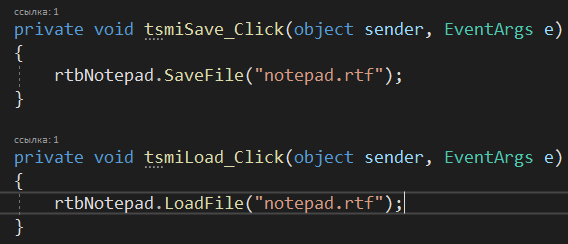 ссылка: 1
private void tsmiSave_Click(object sender, EventArgs e)
{
    rtbNotepad.SaveFile("notepad.rtf");
}
ссылка: 1
private void tsmiLoad_Click(object sender, EventArgs e)
{
    rtbNotepad.LoadFile("notepad.rtf");
}